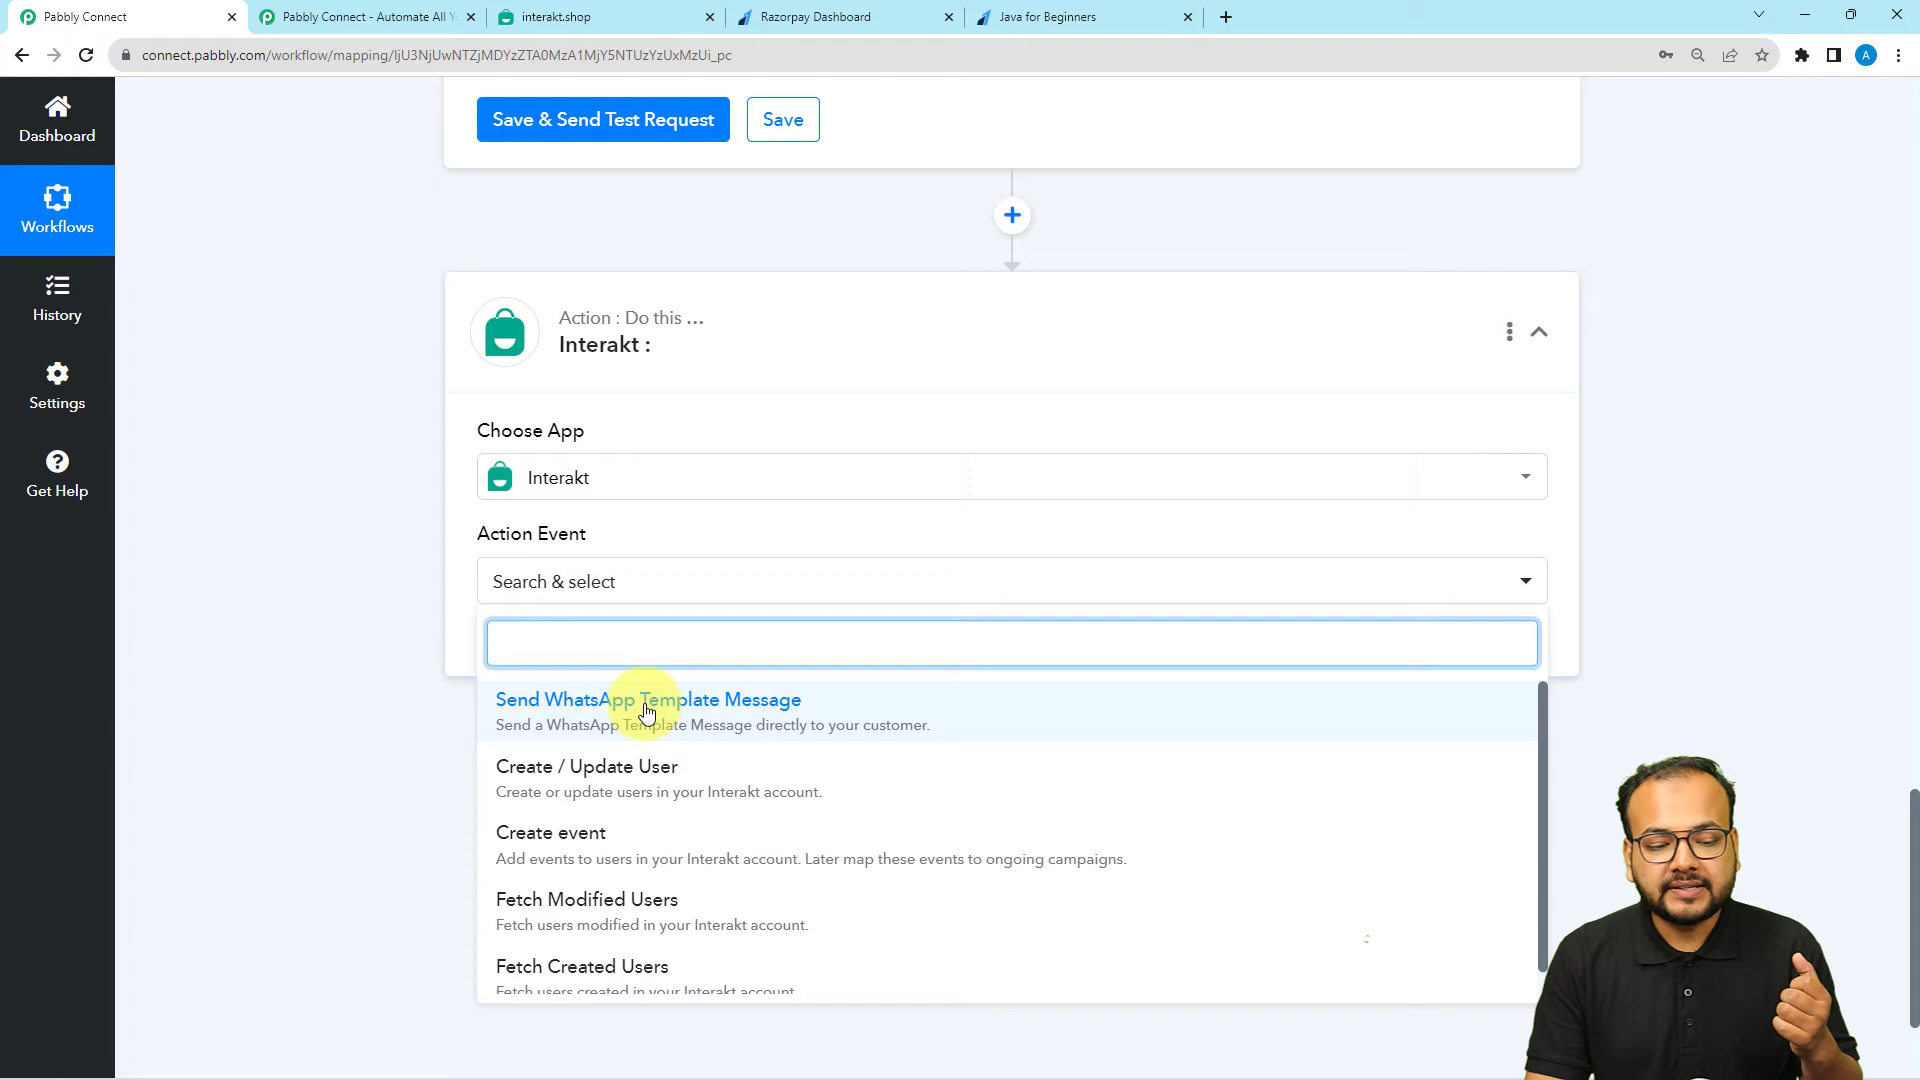 Pabbly Connect
Pabbly Connect - Automate All Y
interakt.shop
Razorpay Dashboard
Java for Beginners
connect.pabbly.com/workflow/mapping/IjU3NjUwNTZjMDYzZTA0MzA1MjY5NTUzYzUxMzUi_pc
A
Dashboard
Workflows
History
Settings
Get Help
Save & Send Test Request
Save
Action : Do this ...
Interakt :
Choose App
Interakt
Action Event
Search & select
Send WhatsApp Template Message
Send a WhatsApp Template Message directly to your customer.
Create / Update User
Create or update users in your Interakt account.
Create event
Add events to users in your Interakt account. Later map these events to ongoing campaigns.
Fetch Modified Users
Fetch users modified in your Interakt account.
Fetch Created Users
Fetch users created in your Interakt account.